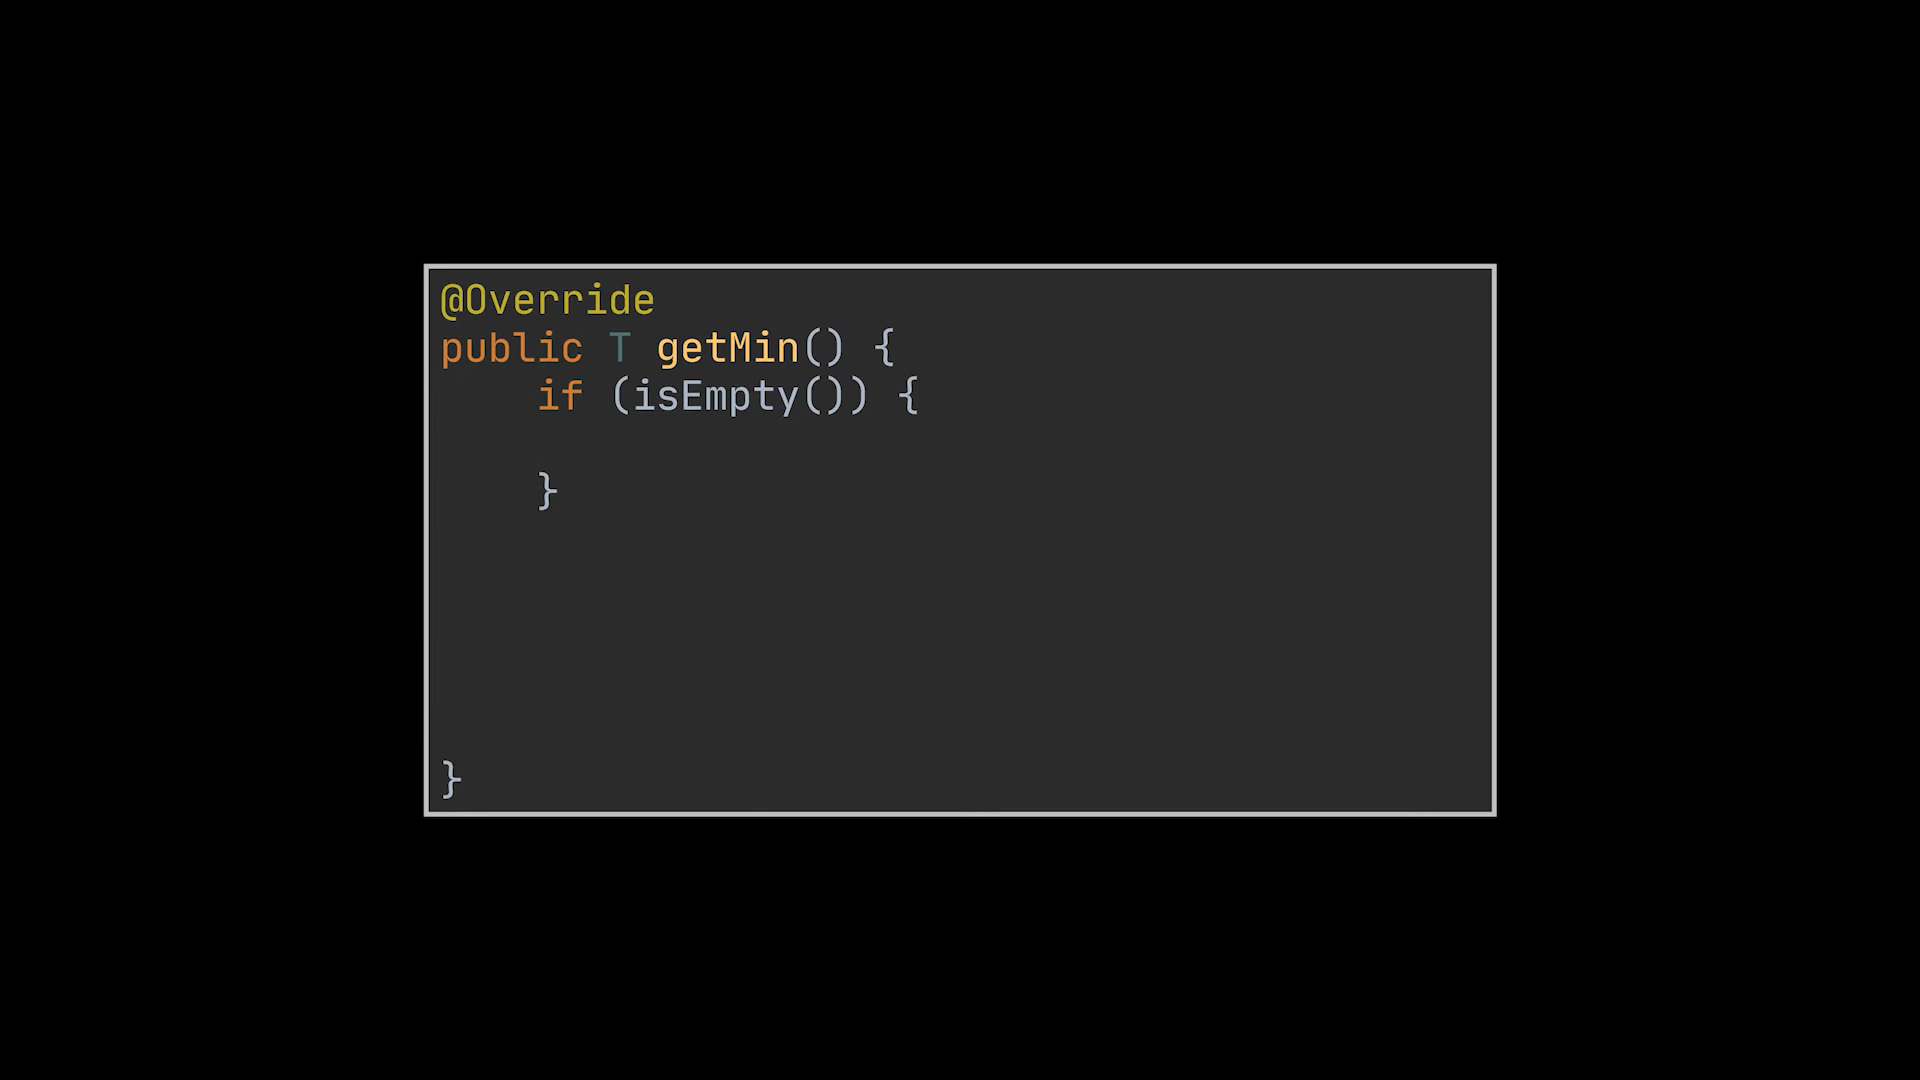 @Override
public T getMin() {
    if (isEmpty()) {
    }
}